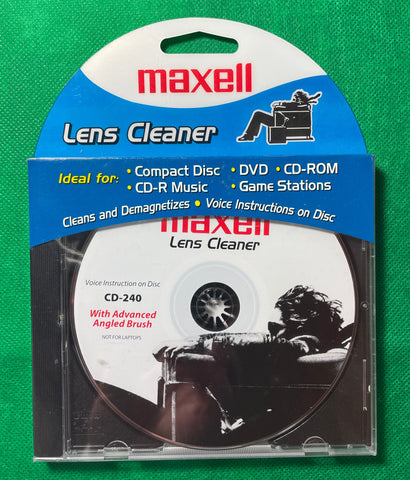 maxell
Lens Cleaner
Ideal for: • Compact Disc • DVD • CD-ROM
• CD-R Music • Game Stations
Cleans and Demagnetizes • Voice Instructions on Disc
maxell
Lens Cleaner
Voice Instruction on Disc
CD-240
With Advanced
Angled Brush
NOT FOR LAPTOPS